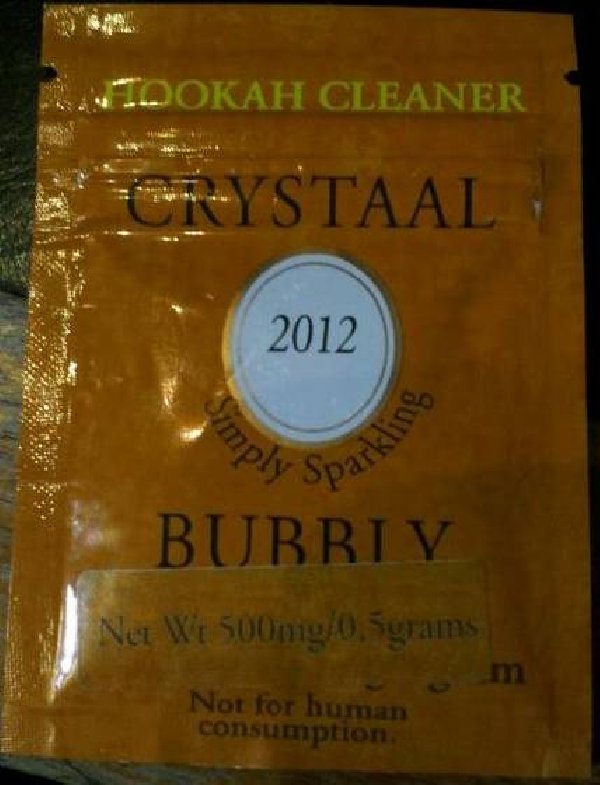 HOOKAH CLEANER
CRYSTAAL
2012
Simply Sparkling
BUBBLY
Net Wt 500mg/0.5grams
Not for human
consumption.